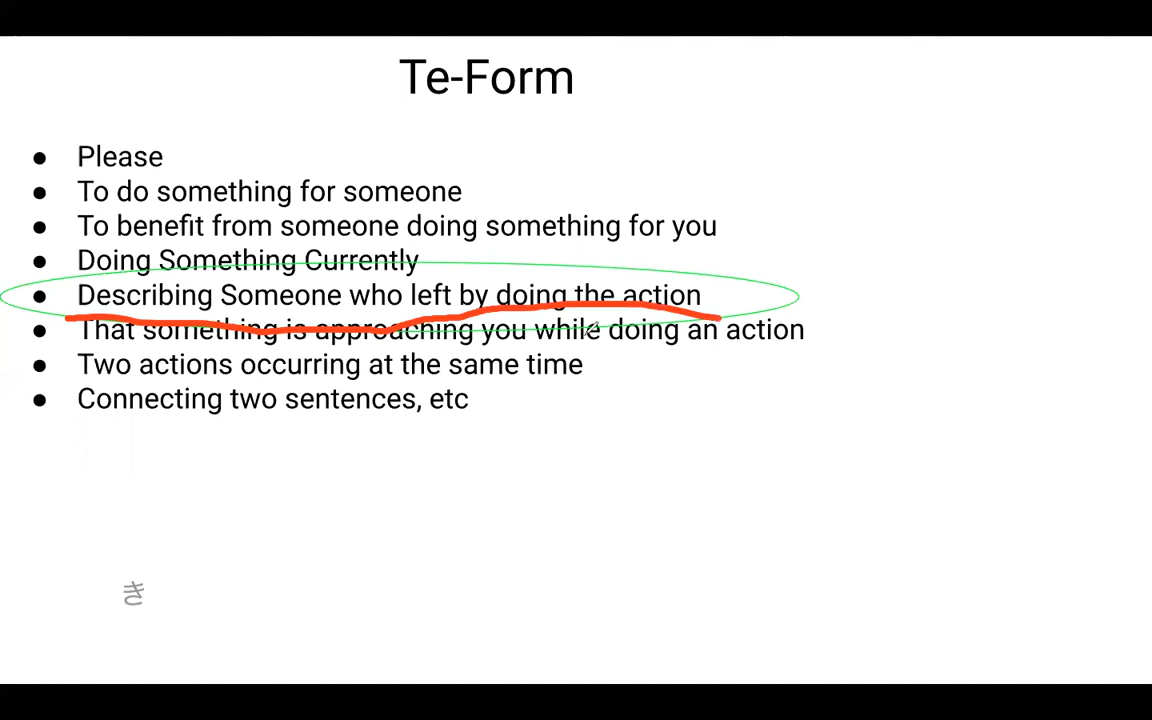 Te-Form
● Please
● To do something for someone
● To benefit from someone doing something for you
● Doing Something Currently
● Describing Someone who left by doing the action
● That something is approaching you while doing an action
● Two actions occurring at the same time
● Connecting two sentences, etc
き